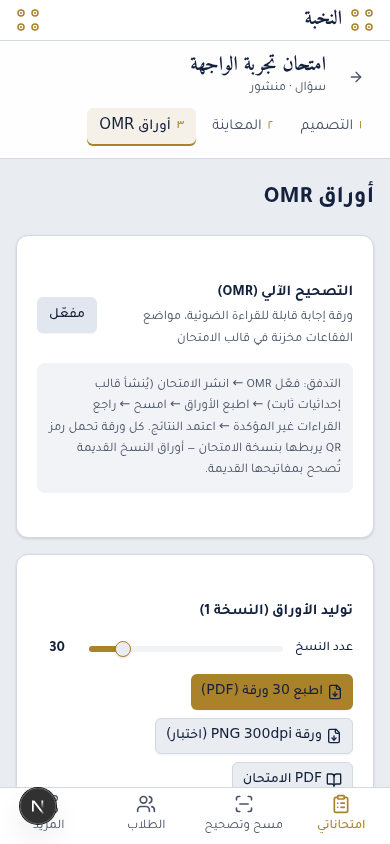 النخبة
امتحان تجربة الواجهة
سؤال · منشور
١ التصميم
٢ المعاينة
٣ أوراق OMR
أوراق OMR
التصحيح الآلي (OMR)
ورقة إجابة قابلة للقراءة الضوئية، مواضع
الفقاعات مخزنة في قالب الامتحان
مفعّل
التدفق: فعّل OMR ← انشر الامتحان (يُنشأ قالب
إحداثيات ثابت) ← اطبع الأوراق ← امسح ← راجع
القراءات غير المؤكدة ← اعتمد النتائج. كل ورقة تحمل رمز
QR يربطها بنسخة الامتحان — أوراق النسخ القديمة
تُصحح بمفاتيحها القديمة.
توليد الأوراق (النسخة 1)
عدد النسخ
30
اطبع 30 ورقة (PDF)
ورقة PNG 300dpi (اختبار)
PDF الامتحان
امتحاناتي
مسح وتصحيح
الطلاب
المزيد
N